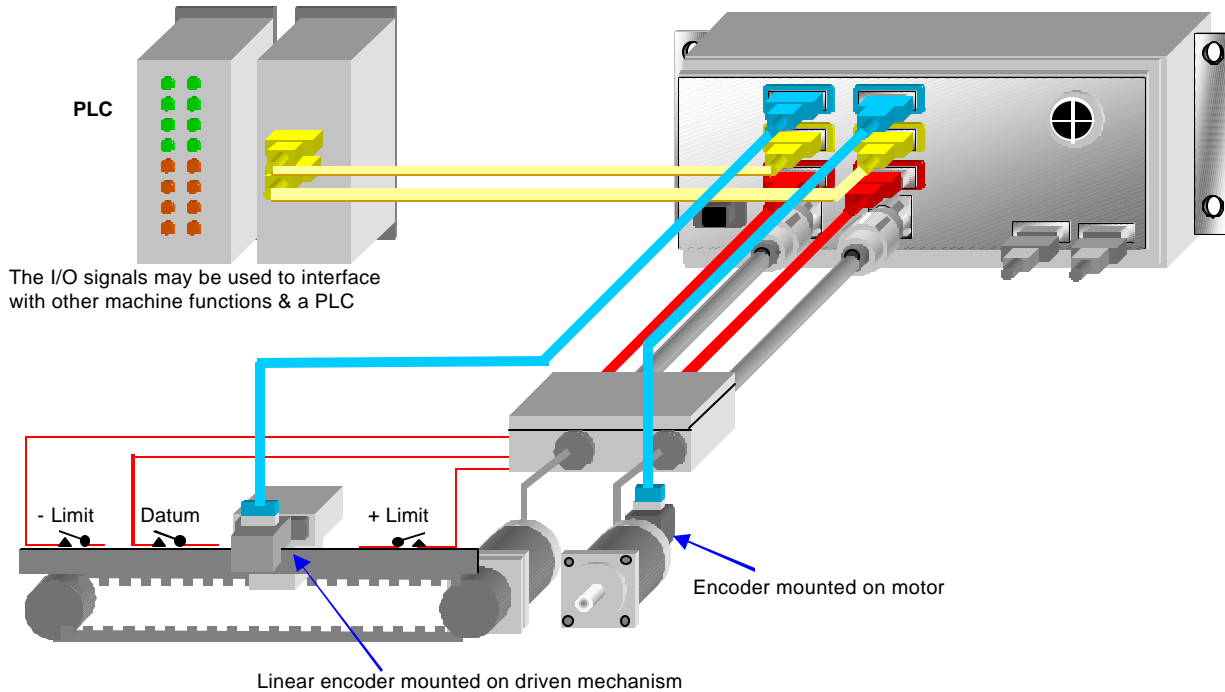 PLC
The I/O signals may be used to interface
with other machine functions & a PLC
- Limit
Datum
+ Limit
Encoder mounted on motor
Linear encoder mounted on driven mechanism